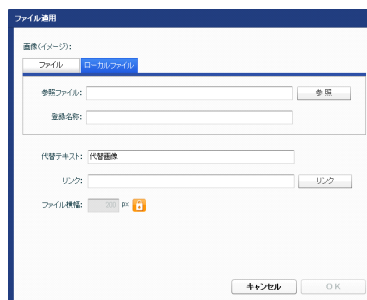 ファイル適用
画像(イメージ):
ファイル ローカルファイル
参照ファイル: 参照
登録名称:
代替テキスト: 代替画像
リンク: リンク
ファイル横幅: 200 px
キャンセル OK